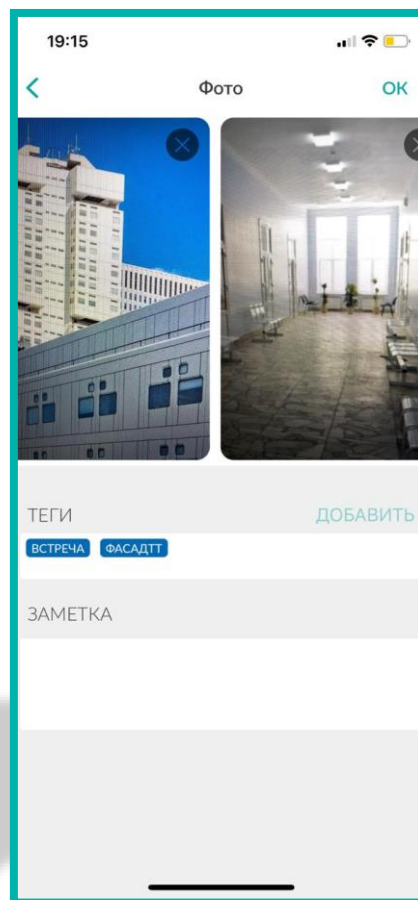 19:15
Фото
ОК
ТЕГИ
ДОБАВИТЬ
ВСТРЕЧА
ФАСАДТТ
ЗАМЕТКА